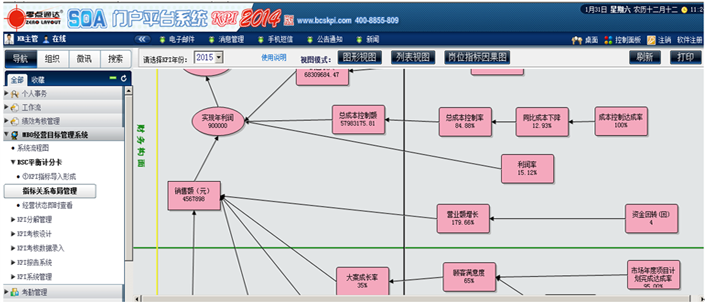 零点通达
ZERO LAYOUT
SOA 门户平台系统 KPI 2014版
www.bcskpi.com 400-8855-809
1月31日 星期六 农历十二月十二 11:2
KR主管 在线
电子邮件 消息管理 手机短信 公告通知 新闻
桌面 控制面板 注销 软件注册
导航 组织 微讯 搜索
请选择KPI年份: 2015 使用说明 视图模式: 图形视图 列表视图 岗位指标因果图 刷新 打印
全部 收藏
个人事务
工作流
绩效考核管理
MBO经营目标管理系统
系统流程图
BSC平衡计分卡
①KPI指标导入形成
指标关系布局管理
经营状态即时查看
KPI分解管理
KPI考核设计
KPI考核数据录入
KPI报告系统
KPI系统管理
考勤管理
财务构面
68309684.47
实现年利润
900000
总成本控制额
57983175.81
总成本控制率
84.88%
同比成本下降
12.93%
成本控制达成率
100%
利润率
15.12%
销售额(元)
4567898
营业额增长
179.66%
资金回转(回)
4
大案成长率
35%
顾客满意度
65%
市场年度项目计
划完成达成率
95.00%